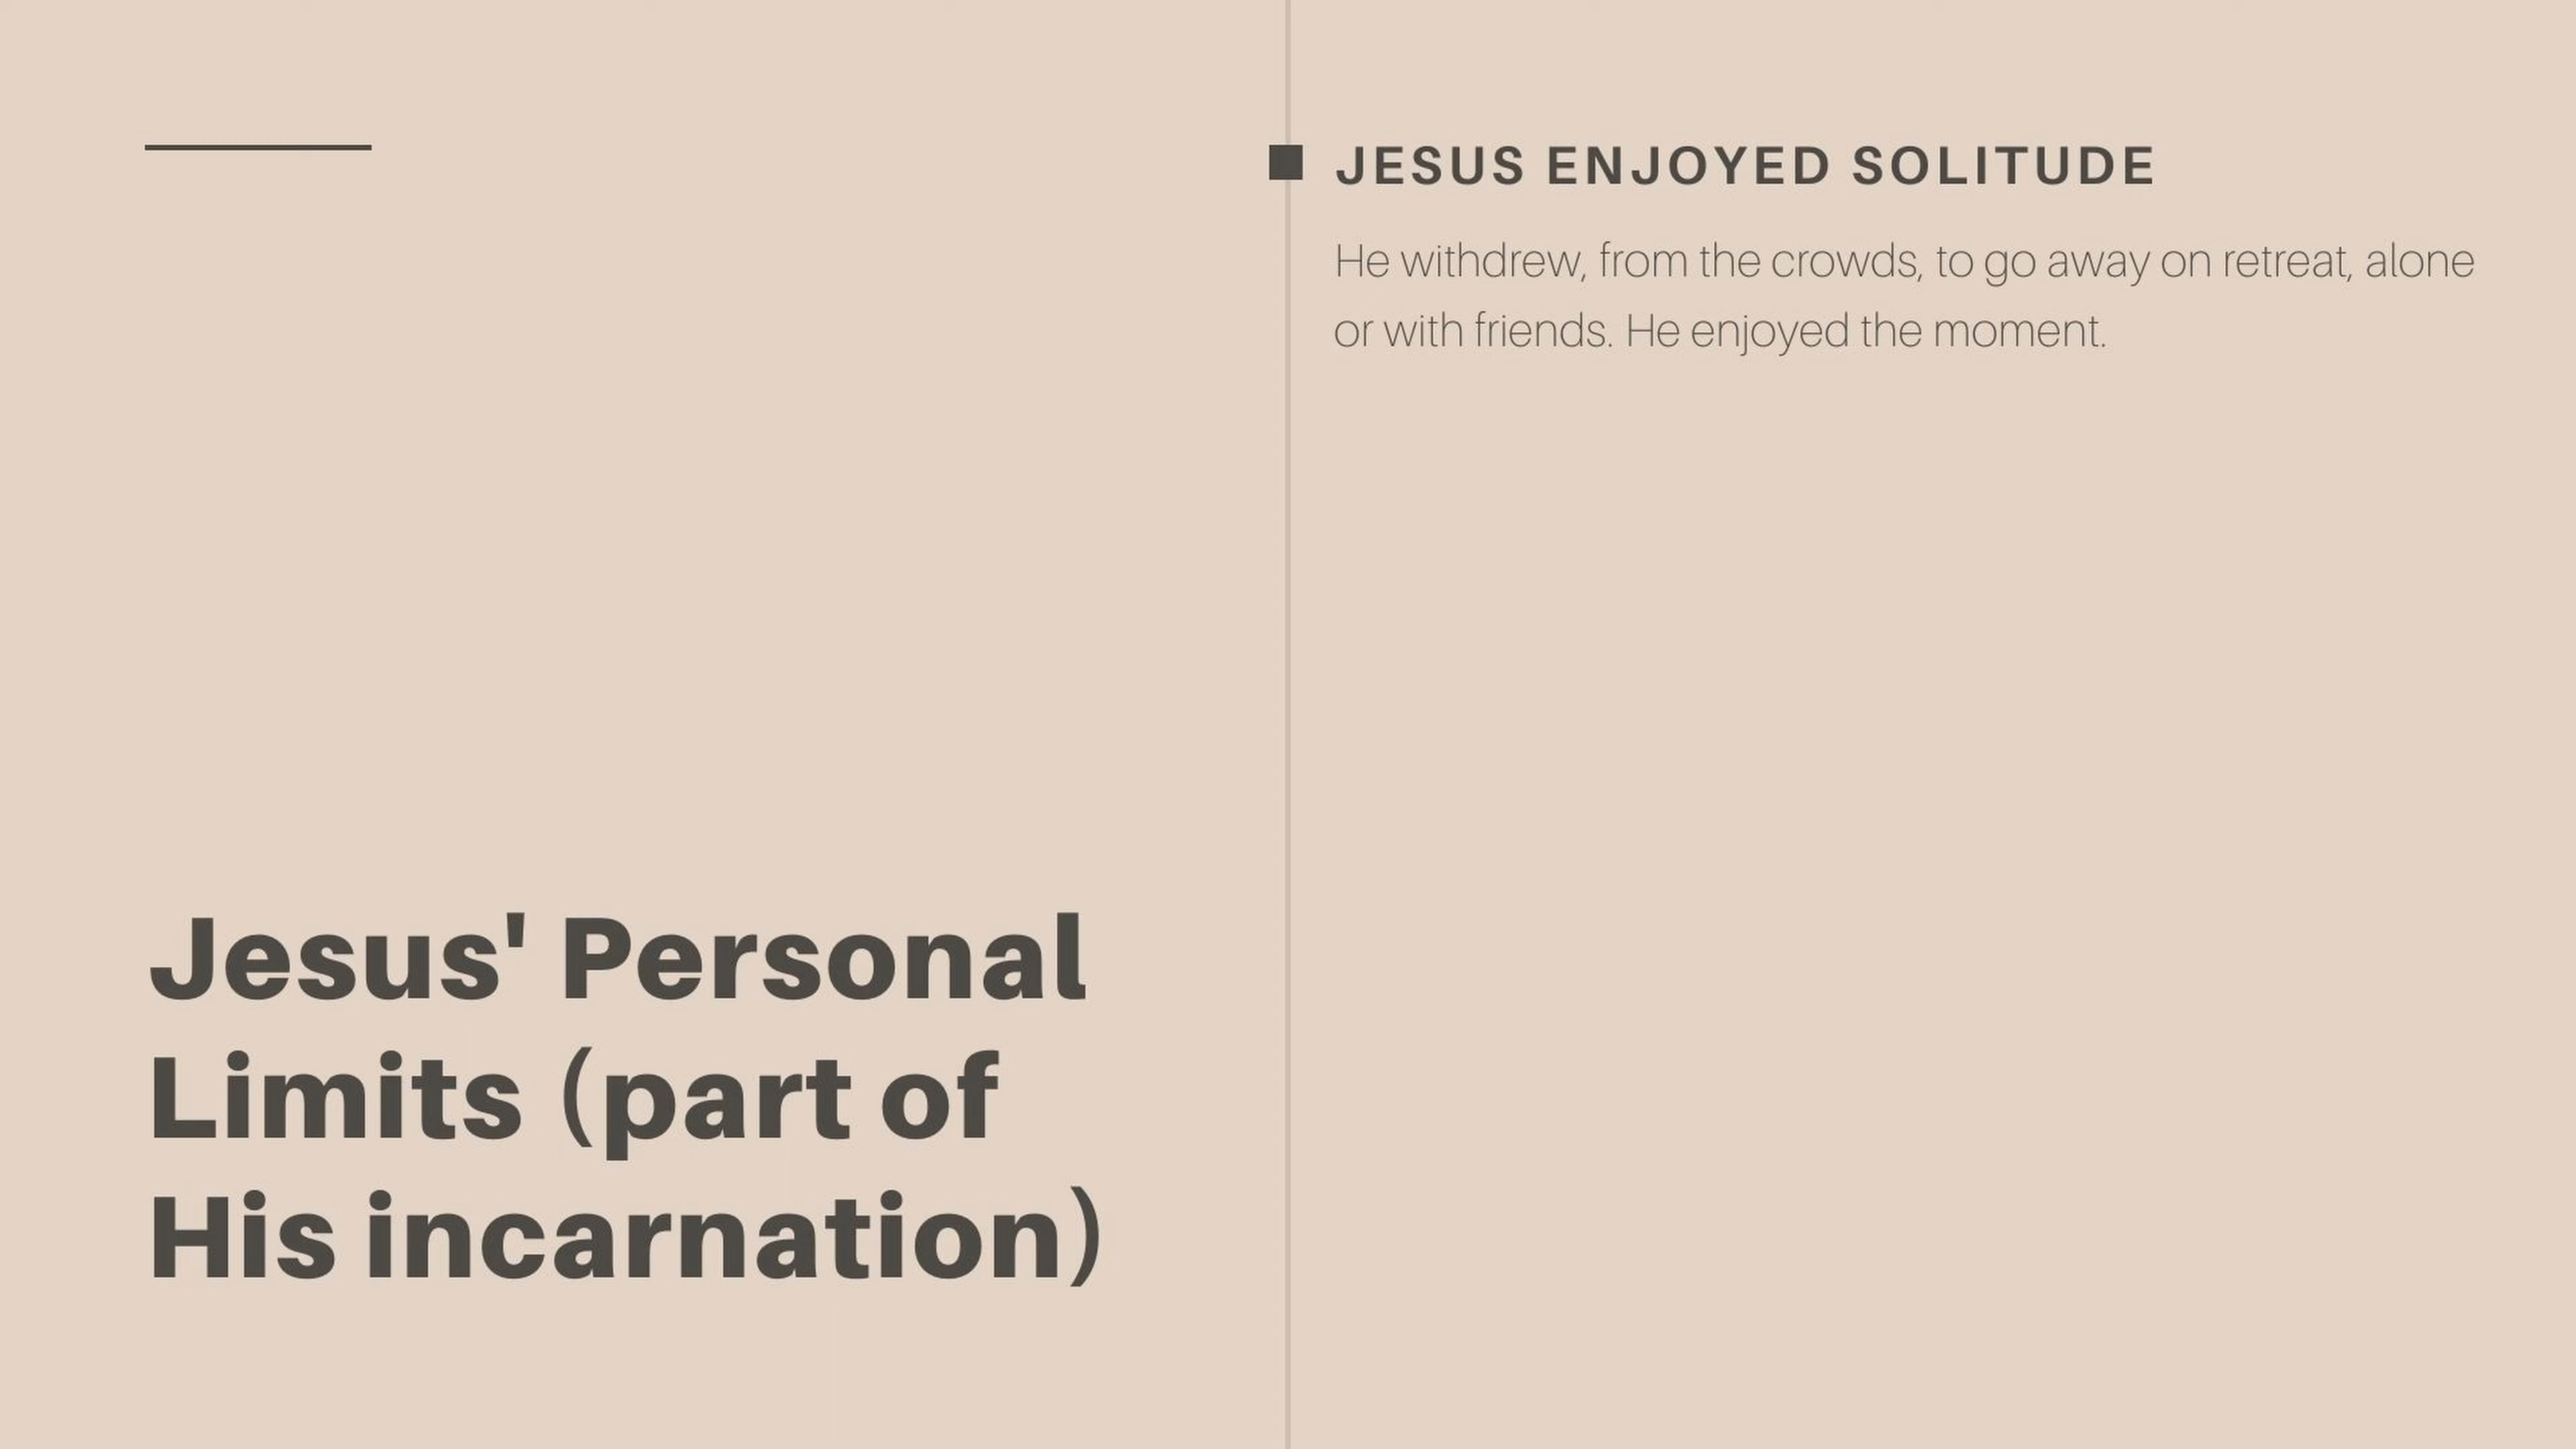 Jesus' Personal
Limits (part of
His incarnation)
JESUS ENJOYED SOLITUDE
He withdrew, from the crowds, to go away on retreat, alone
or with friends. He enjoyed the moment.